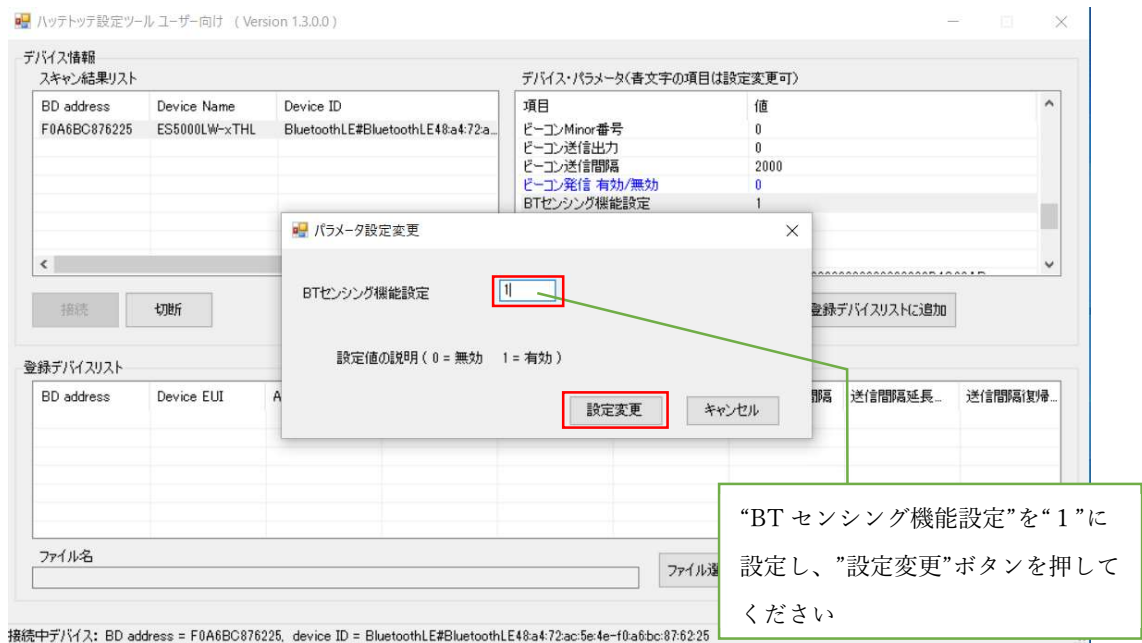 ハッテトッテ設定ツール ユーザー向け （ Version 1.3.0.0 ）
デバイス情報
スキャン結果リスト
BD address Device Name Device ID
F0A6BC876225 ES5000LW-xTHL BluetoothLE#BluetoothLE48:a4:72:a...
デバイス・パラメータ(青文字の項目は設定変更可)
項目 値
ビーコンMinor番号 0
ビーコン送信出力 0
ビーコン送信間隔 2000
ビーコン発信 有効/無効 0
BTセンシング機能設定 1
パラメータ設定変更
BTセンシング機能設定 1
設定値の説明 ( 0 = 無効 1 = 有効 )
設定変更 キャンセル
接続 切断 登録デバイスリストに追加
登録デバイスリスト
BD address Device EUI A 間隔 送信間隔延長... 送信間隔復帰...
ファイル名
ファイル選
“BT センシング機能設定”を“１”に
設定し、”設定変更”ボタンを押して
ください
接続中デバイス: BD address = F0A6BC876225, device ID = BluetoothLE#BluetoothLE48:a4:72:ac:5e:4e-f0:a6:bc:87:62:25